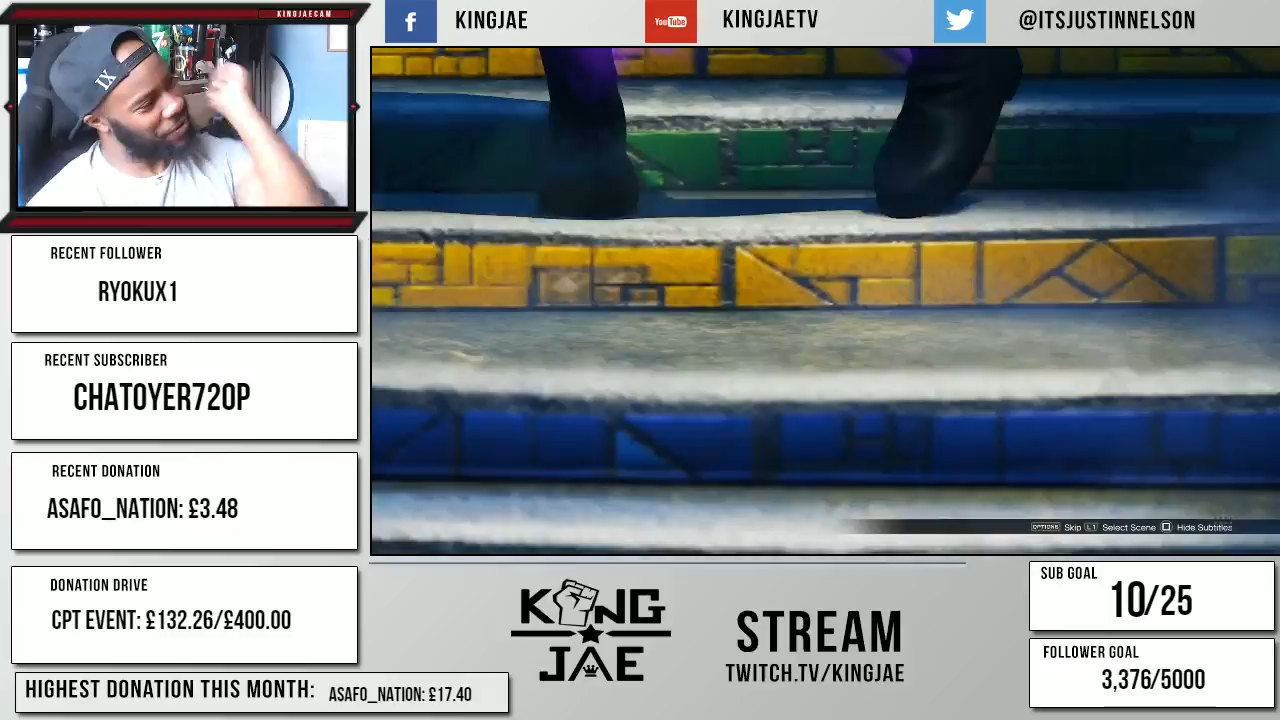 KINGJAECAM
KINGJAE
YouTube
KINGJAETV
@ITSJUSTINNELSON
IX
RECENT FOLLOWER
RYOKUX1
RECENT SUBSCRIBER
CHATOYER720P
RECENT DONATION
ASAFO_NATION: £3.48
DONATION DRIVE
CPT EVENT: £132.26/£400.00
HIGHEST DONATION THIS MONTH: ASAFO_NATION: £17.40
OPTIONS Skip L1 Select Scene Hide Subtitles
KING
JAE
STREAM
TWITCH.TV/KINGJAE
SUB GOAL
10/25
FOLLOWER GOAL
3,376/5000